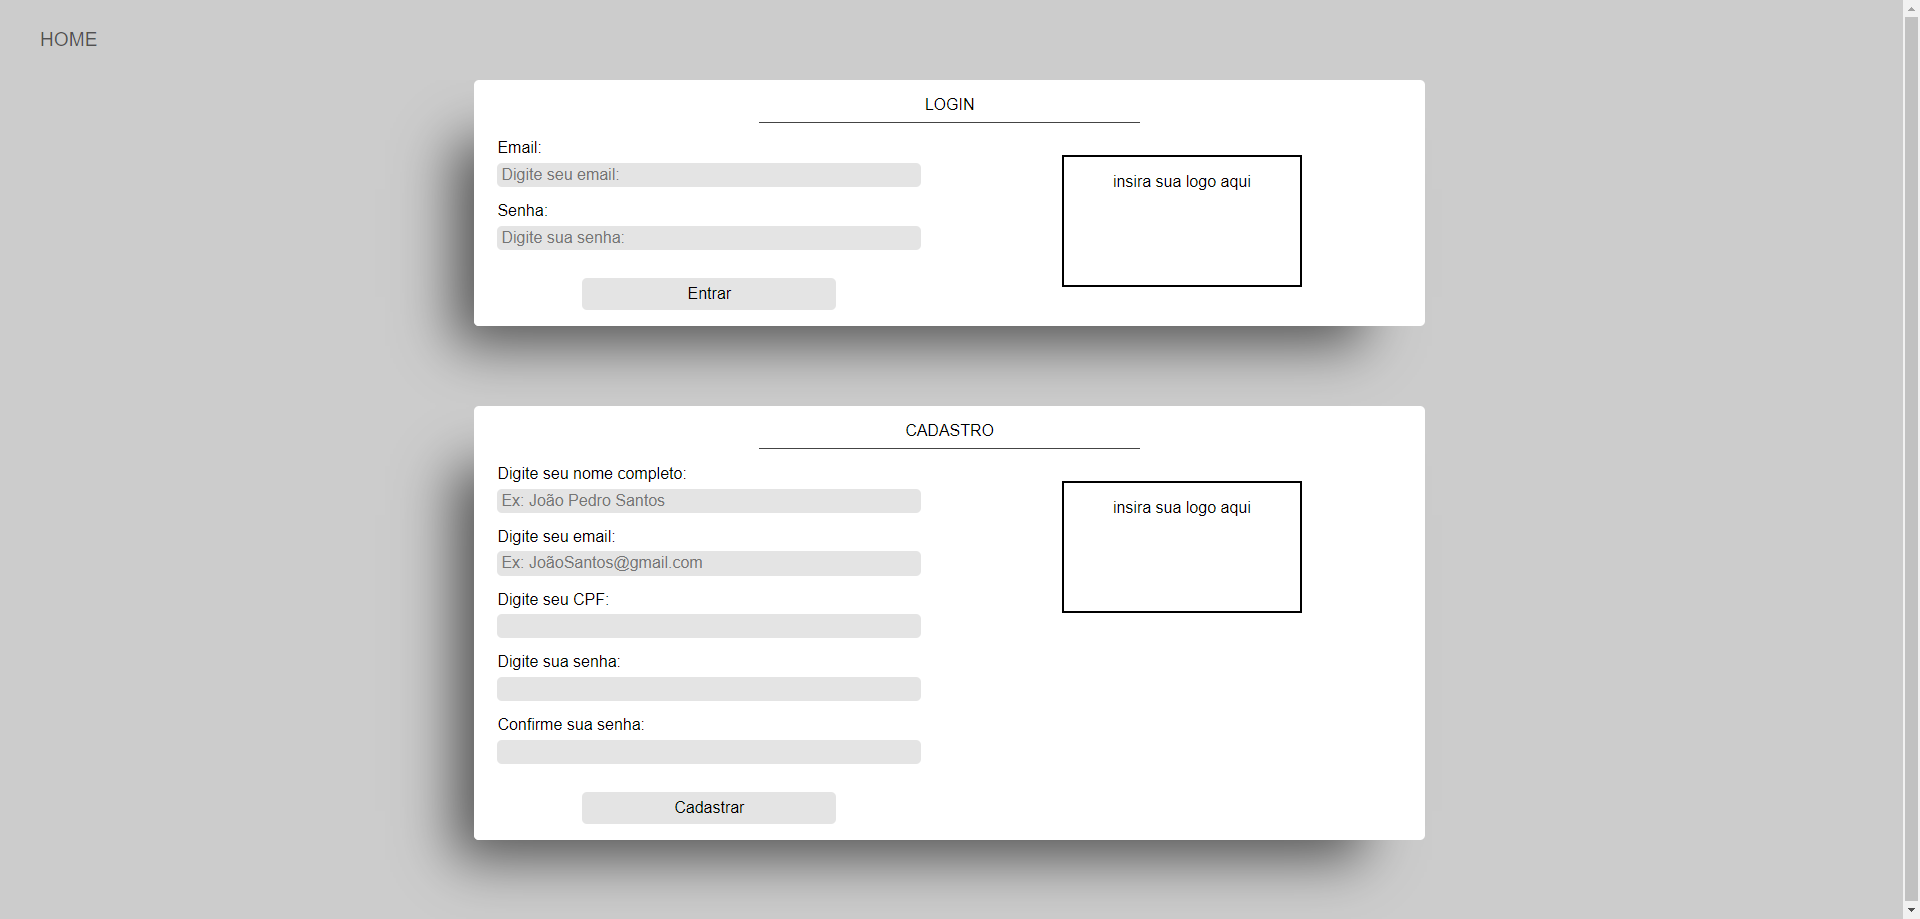 HOME
LOGIN
Email:
Digite seu email:
Senha:
Digite sua senha:
Entrar
insira sua logo aqui
CADASTRO
Digite seu nome completo:
Ex: João Pedro Santos
Digite seu email:
Ex: JoãoSantos@gmail.com
Digite seu CPF:
Digite sua senha:
Confirme sua senha:
Cadastrar
insira sua logo aqui